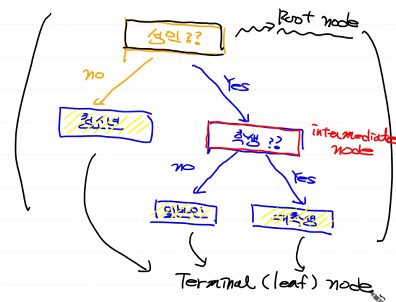 성인??
Root node
no
Yes
청소년
학생??
intermediate
node
no
Yes
일반인
대학생
Terminal (leaf) node